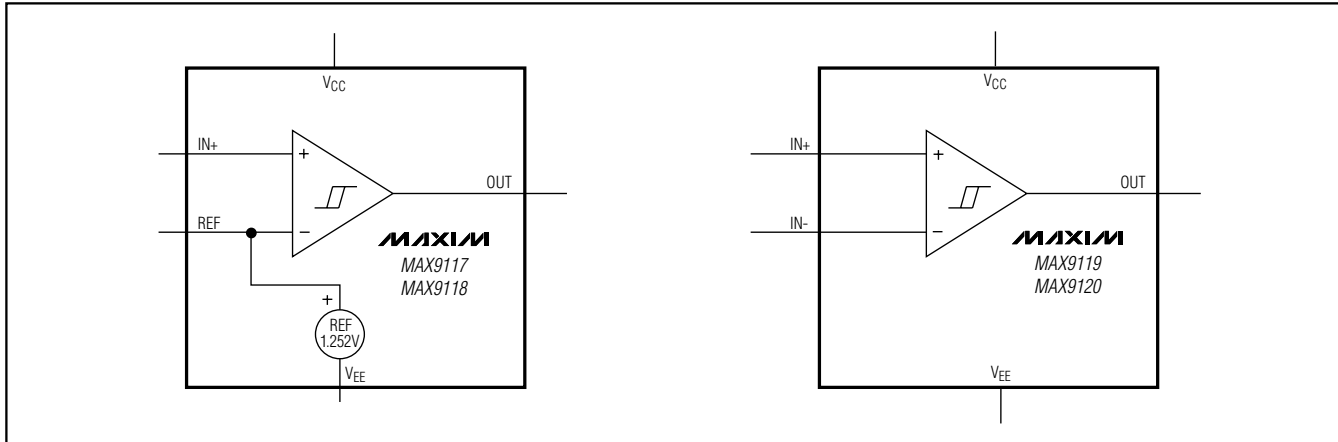 VCC
IN+
+
OUT
REF
−
MAXIM
MAX9117
MAX9118
+
REF
1.252V
VEE
VCC
IN+
+
OUT
IN-
−
MAXIM
MAX9119
MAX9120
VEE